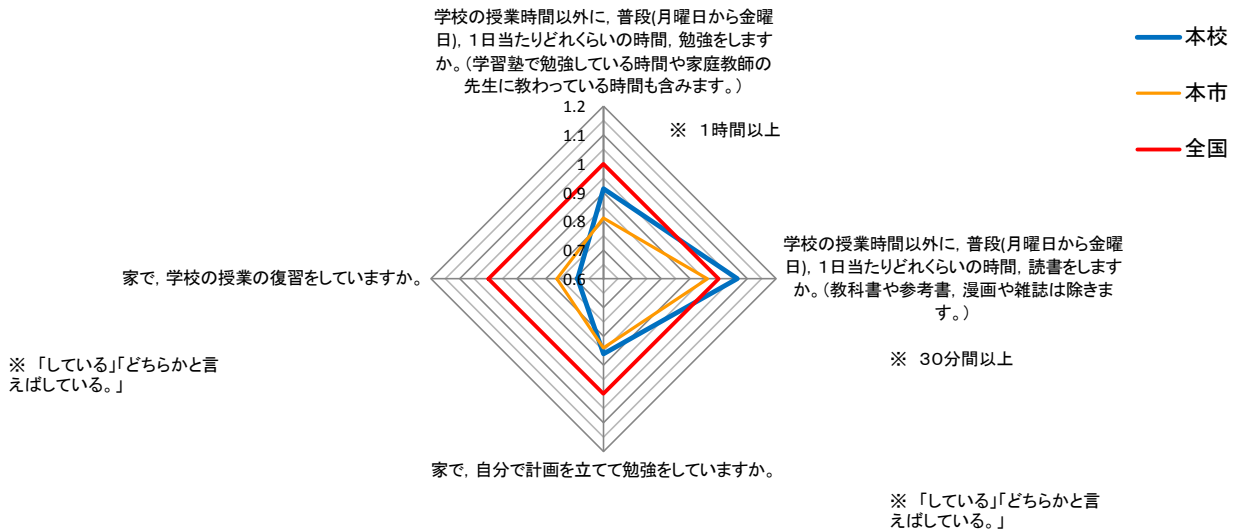 学校の授業時間以外に，普段(月曜日から金曜
日)，１日当たりどれくらいの時間，勉強をします
か。（学習塾で勉強している時間や家庭教師の
先生に教わっている時間も含みます。）
※　１時間以上
本校
本市
全国
1.2
1.1
1
0.9
0.8
0.7
0.6
学校の授業時間以外に，普段(月曜日から金曜
日)，１日当たりどれくらいの時間，読書をします
か。（教科書や参考書，漫画や雑誌は除きま
す。）
※　３０分間以上
家で，学校の授業の復習をしていますか。
※　「している」「どちらかと言
えばしている。」
家で，自分で計画を立てて勉強をしていますか。
※　「している」「どちらかと言
えばしている。」